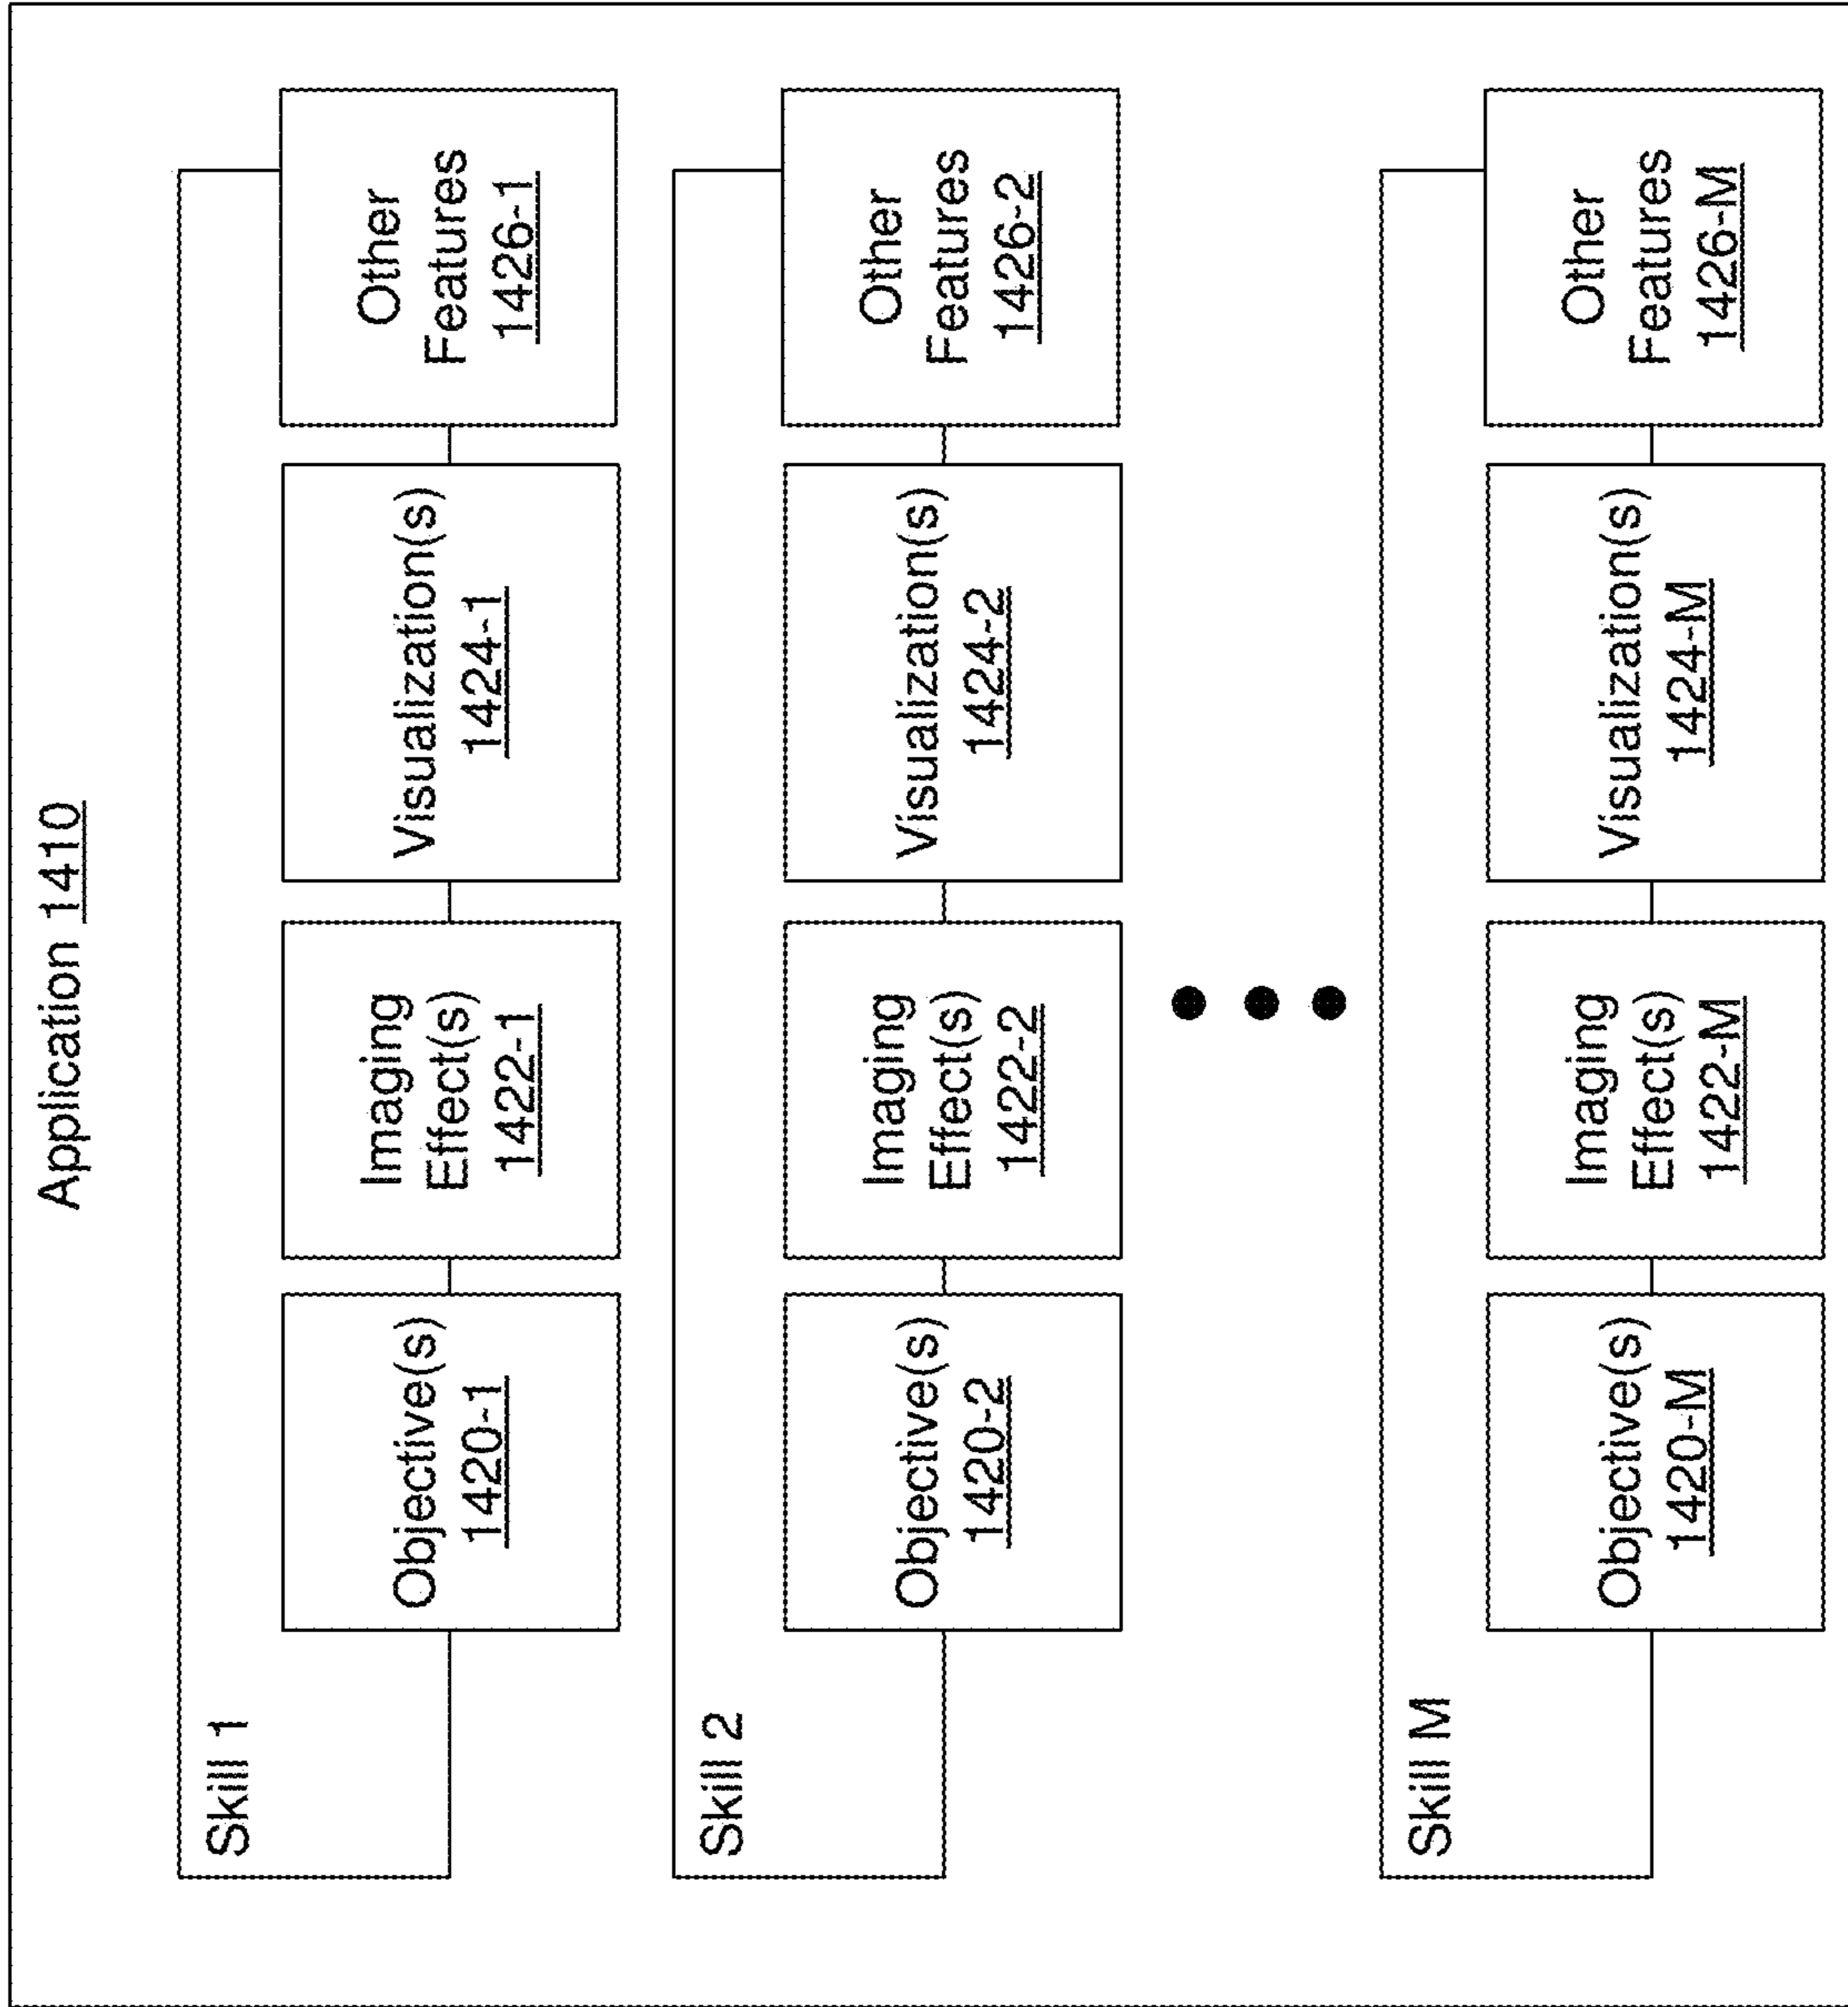 Application 1410
Skill 1
Objective(s)
1420-1
Imaging
Effect(s)
1422-1
Visualization(s)
1424-1
Other
Features
1426-1
Skill 2
Objective(s)
1420-2
Imaging
Effect(s)
1422-2
Visualization(s)
1424-2
Other
Features
1426-2
Skill M
Objective(s)
1420-M
Imaging
Effect(s)
1422-M
Visualization(s)
1424-M
Other
Features
1426-M